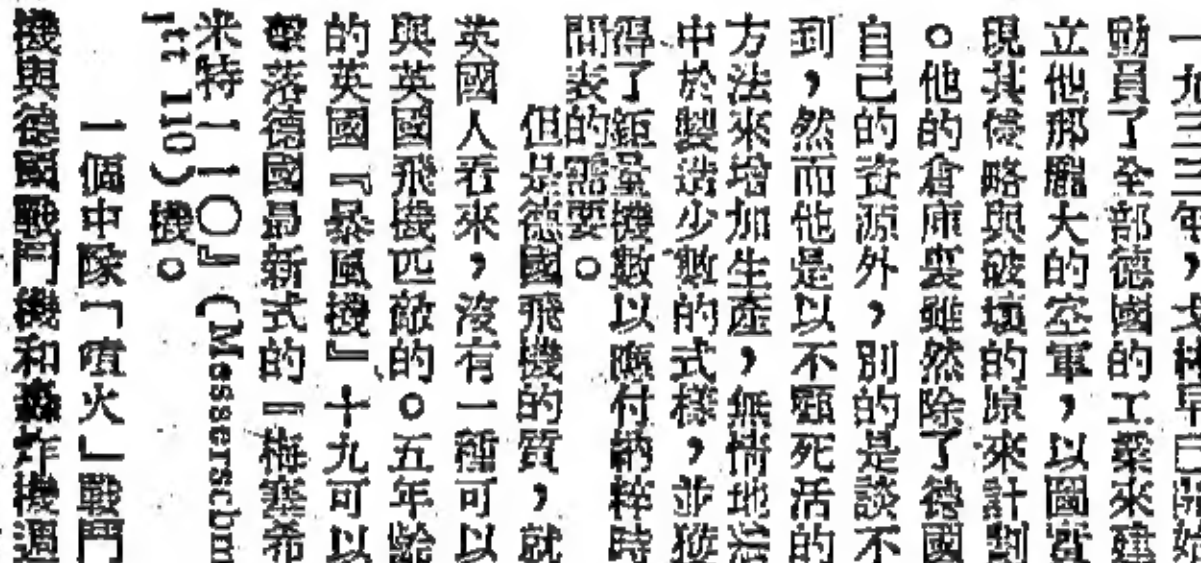 一九三三年,大林早已開始
動員了全部德國的工業來建
立他那龐大的空軍,以圖實
現其侵略與破壞的原來計劃
。他的倉庫裏雖然除了德國
自己的資源外,別的是談不
到,然而他是以不顧死活的
方法來增加生產,無情地活
中於製造少數的式樣,並獲
得了鉅量機數以應付納粹時
間表的需要。
但是德國飛機的質,就
英國人看來,沒有一種可以
與英國飛機匹敵的。五年齡
的英國『暴風機』十九可以
擊落德國最新式的『梅塞希
米特一一〇』(Messerschm
itt 110)機。
一個中隊「噴火」戰鬥
機與德國戰鬥機和轟炸機遇